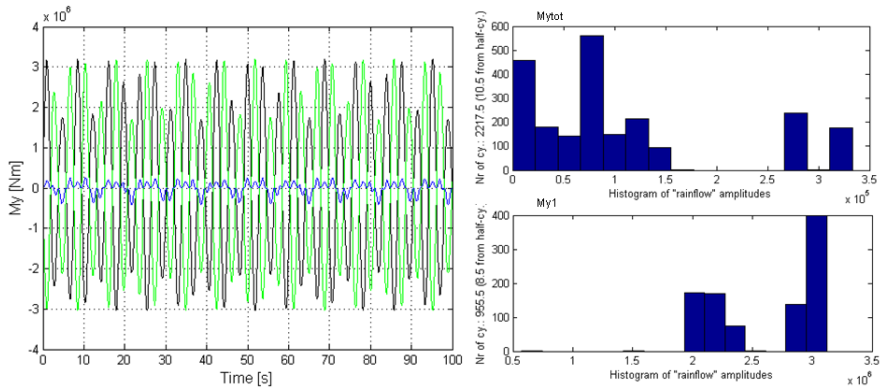 × 10^6
4
3
2
1
0
-1
-2
-3
-4
My [Nm]
0 10 20 30 40 50 60 70 80 90 100
Time [s]
Mytot
Nr of cy.: 2217.5 (10.5 from half-cy.)
600
500
400
300
200
100
0
0 0.5 1 1.5 2 2.5 3 3.5
Histogram of "rainflow" amplitudes
× 10^5
My1
Nr of cy.: 955.5 (8.5 from half-cy.
400
300
200
100
0
0.5 1 1.5 2 2.5 3 3.5
Histogram of "rainflow" amplitudes
× 10^6